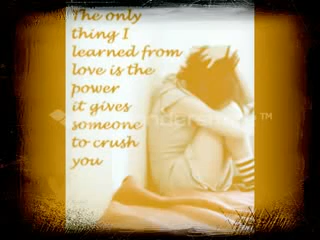 The only
thing I
learned from
love is the
power
it gives
someone
to crush
you